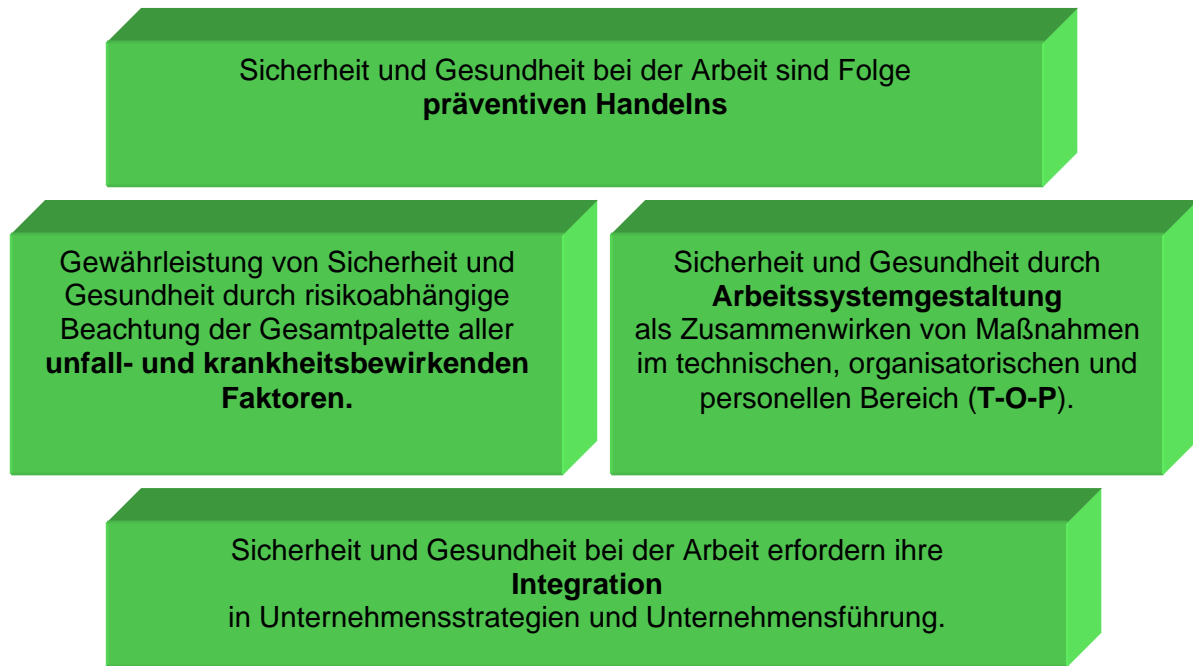 Sicherheit und Gesundheit bei der Arbeit sind Folge
präventiven Handelns
Gewährleistung von Sicherheit und
Gesundheit durch risikoabhängige
Beachtung der Gesamtpalette aller
unfall- und krankheitsbewirkenden
Faktoren.
Sicherheit und Gesundheit durch
Arbeitssystemgestaltung
als Zusammenwirken von Maßnahmen
im technischen, organisatorischen und
personellen Bereich (T-O-P).
Sicherheit und Gesundheit bei der Arbeit erfordern ihre
Integration
in Unternehmensstrategien und Unternehmensführung.